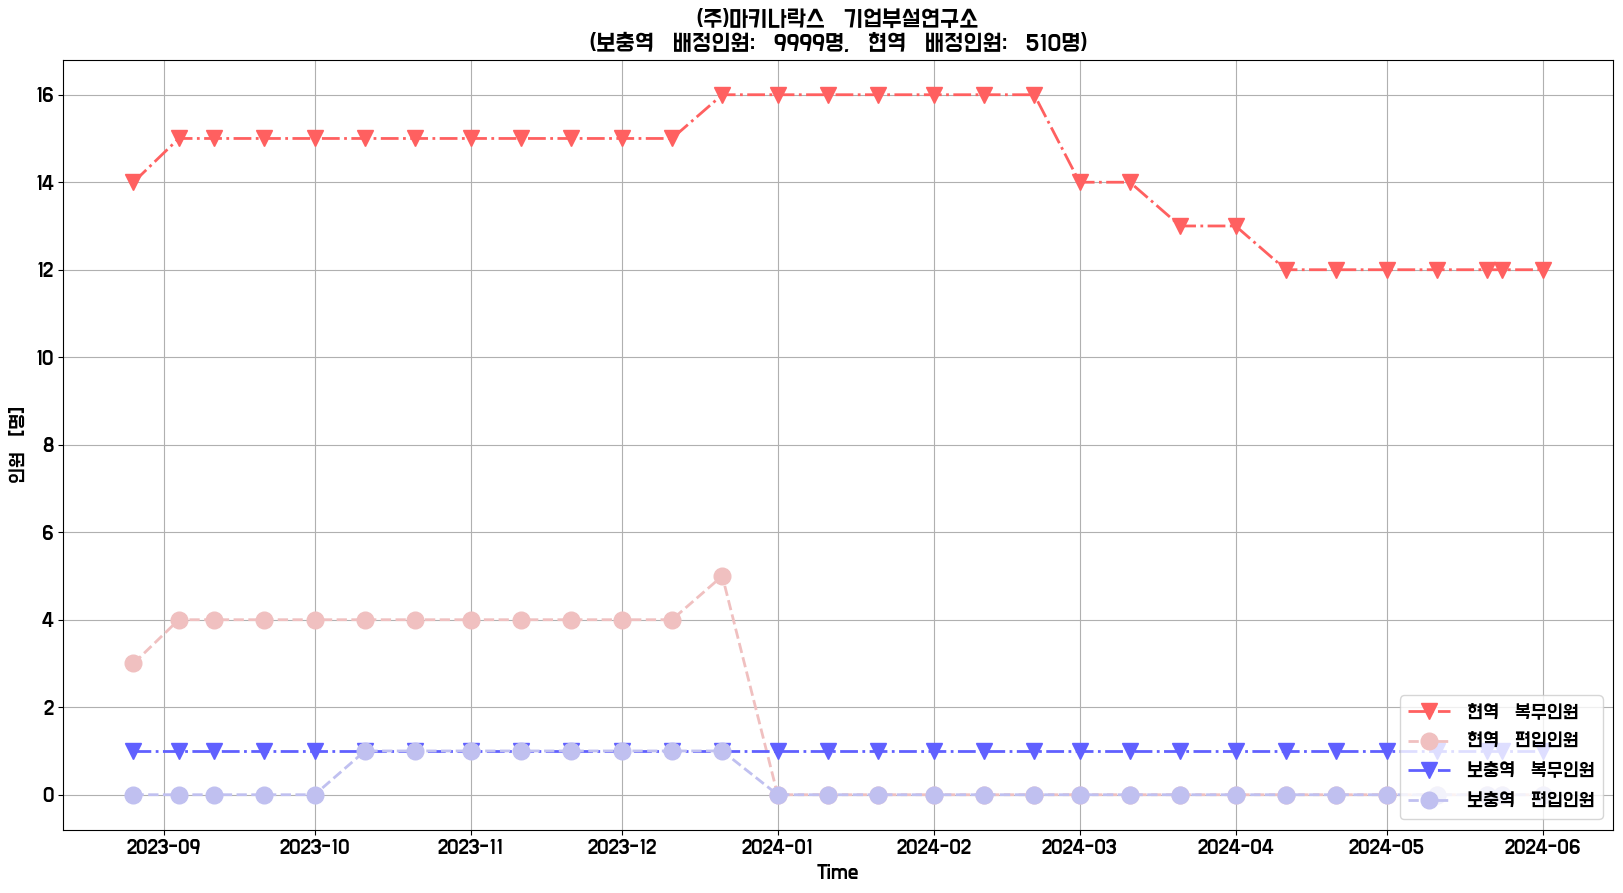 (주)마키나락스 기업부설연구소
(보충역 배정인원: 9999명, 현역 배정인원: 510명)
16
14
12
10
8
6
4
2
0
인원 [명]
현역 복무인원
현역 편입인원
보충역 복무인원
보충역 편입인원
2023-09 2023-10 2023-11 2023-12 2024-01 2024-02 2024-03 2024-04 2024-05 2024-06
Time